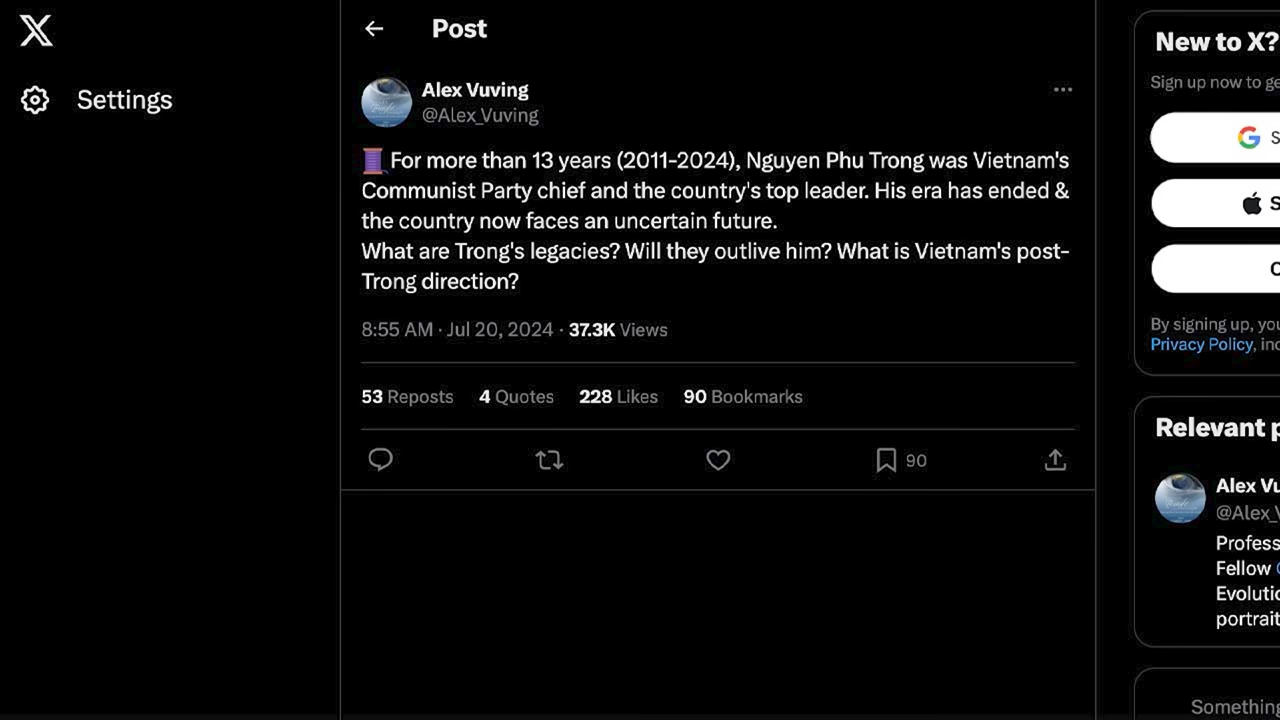 Settings
Post
Alex Vuving
@Alex_Vuving
🧵 For more than 13 years (2011-2024), Nguyen Phu Trong was Vietnam's
Communist Party chief and the country's top leader. His era has ended &
the country now faces an uncertain future.
What are Trong's legacies? Will they outlive him? What is Vietnam's post-
Trong direction?
8:55 AM · Jul 20, 2024 · 37.3K Views
53 Reposts 4 Quotes 228 Likes 90 Bookmarks
90
New to X?
Sign up now to ge
S
S
C
By signing up, you
Privacy Policy, inc
Relevant p
Alex Vu
@Alex_V
Profess
Fellow
Evolutio
portrait
Something